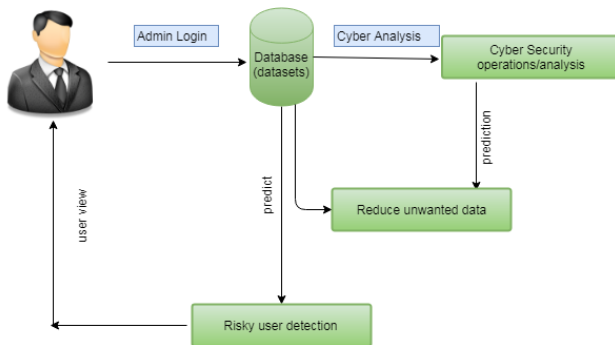 Admin Login
Cyber Analysis
Database
(datasets)
Cyber Security
operations/analysis
prediction
predict
user view
Reduce unwanted data
Risky user detection